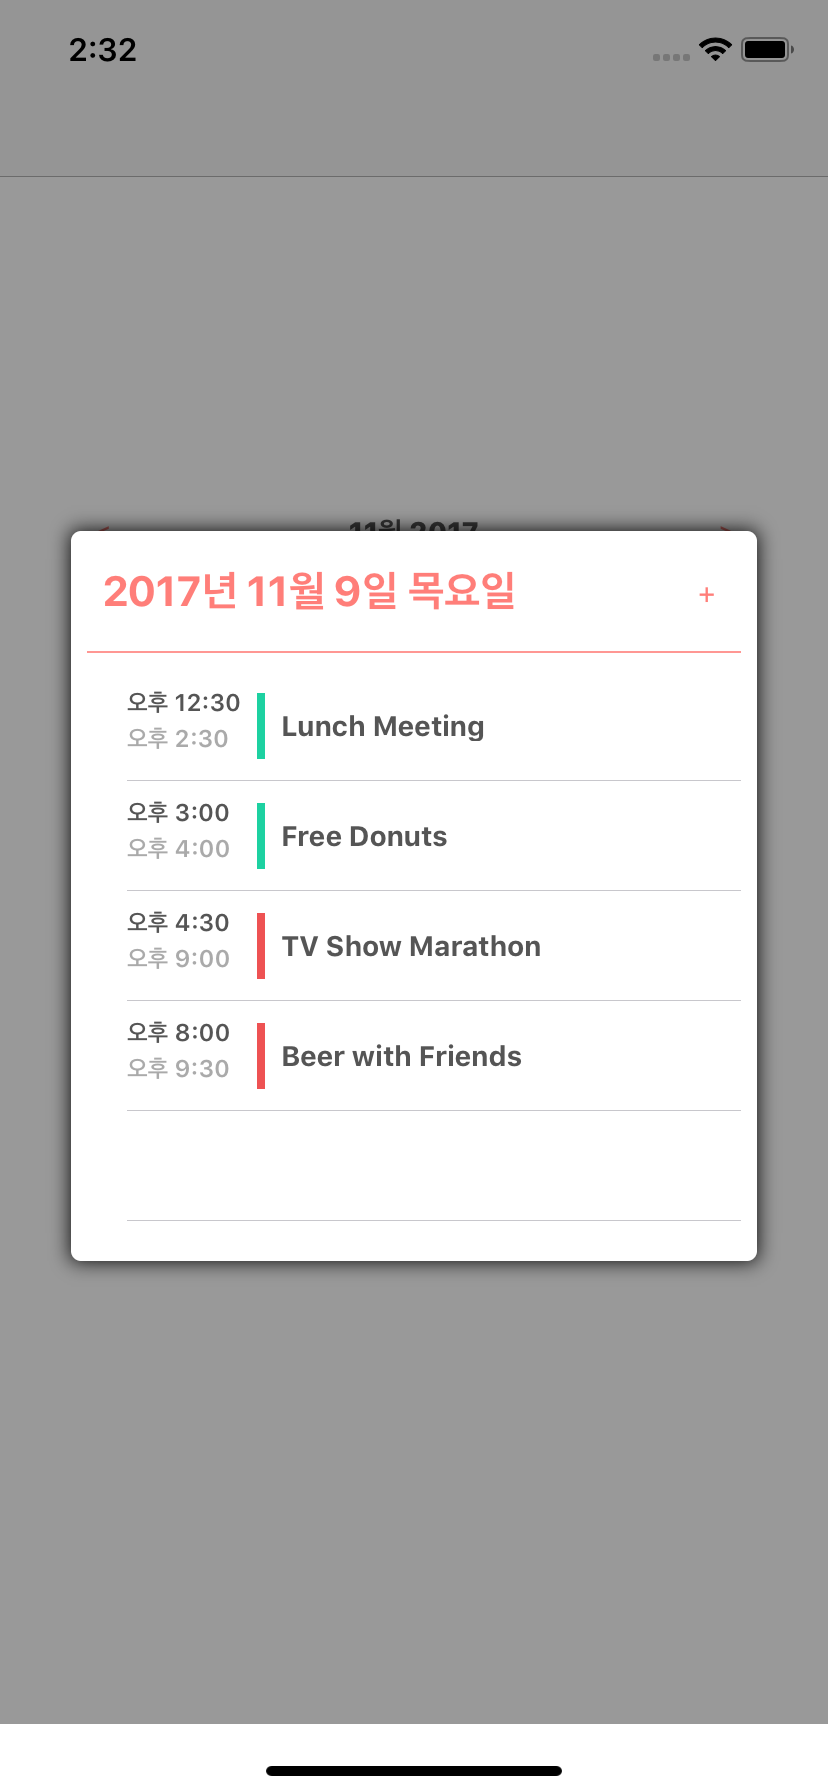 2:32
11월 2017
2017년 11월 9일 목요일
+
오후 12:30
오후 2:30
Lunch Meeting
오후 3:00
오후 4:00
Free Donuts
오후 4:30
오후 9:00
TV Show Marathon
오후 8:00
오후 9:30
Beer with Friends